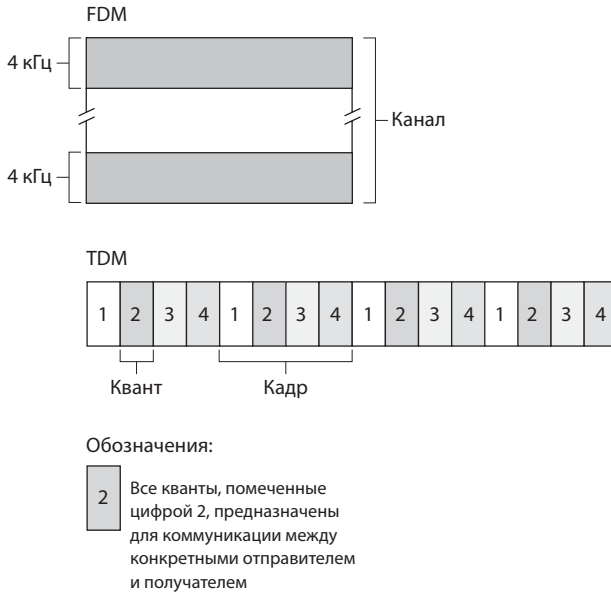 FDM
4 кГц
Канал
4 кГц
TDM
1 2 3 4 1 2 3 4 1 2 3 4 1 2 3 4
Квант Кадр
Обозначения:
2
Все кванты, помеченные
цифрой 2, предназначены
для коммуникации между
конкретными отправителем
и получателем